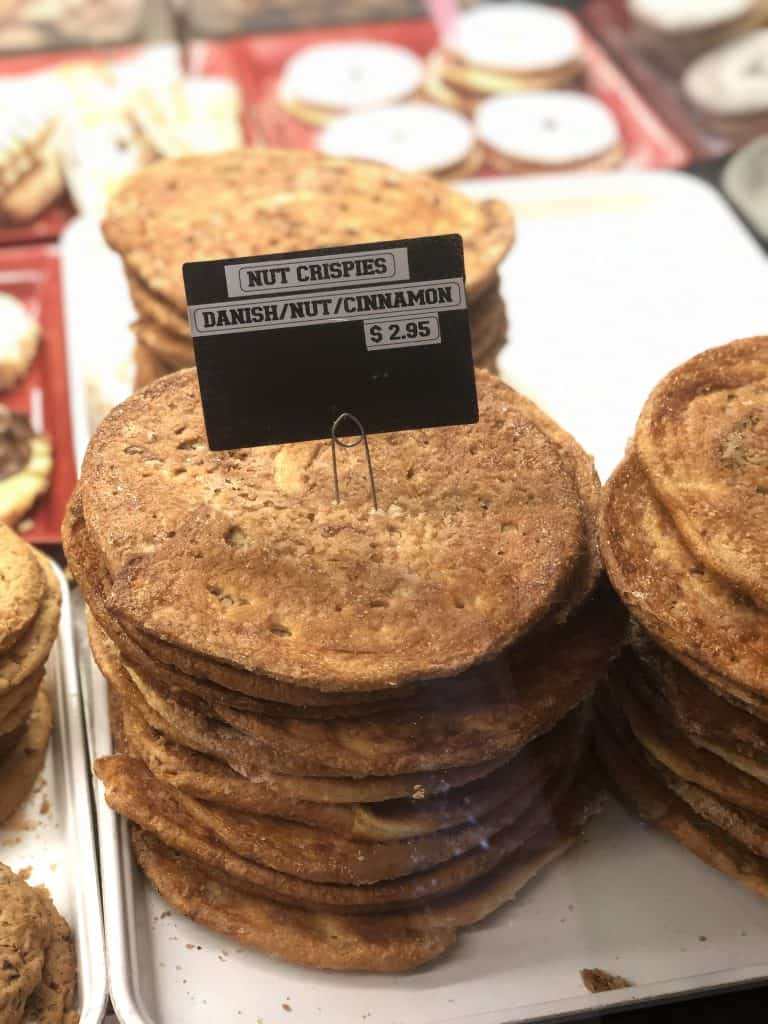 NUT CRISPIES
DANISH/NUT/CINNAMON
$ 2.95